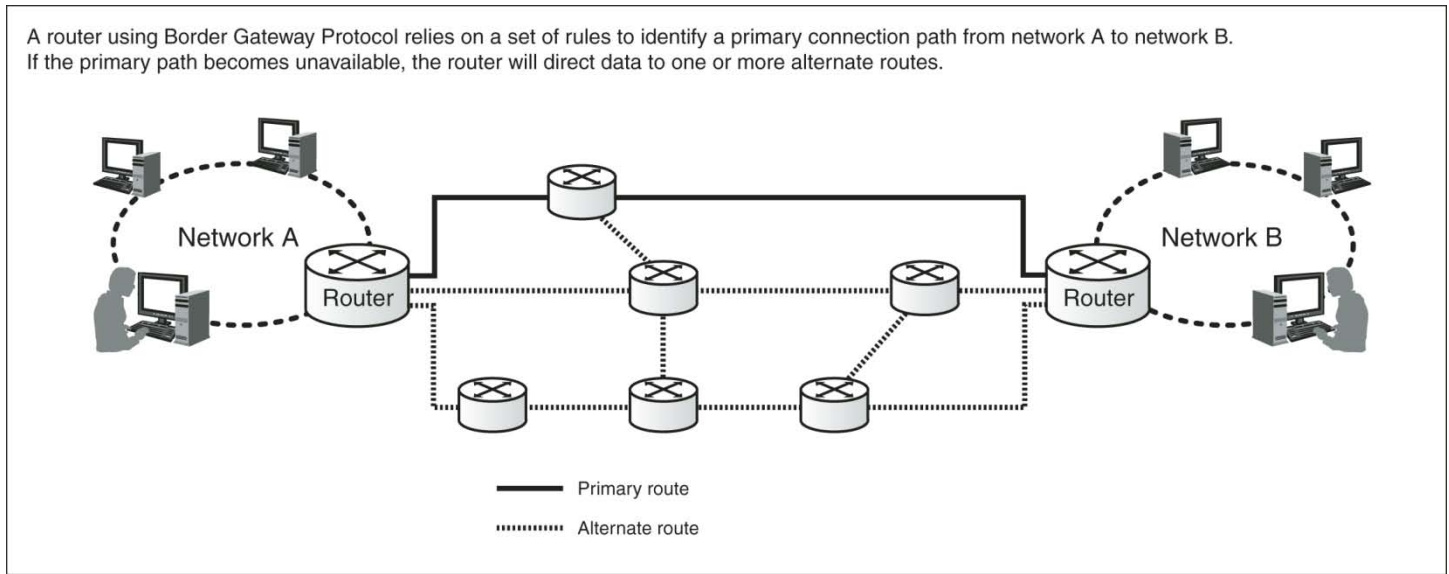 A router using Border Gateway Protocol relies on a set of rules to identify a primary connection path from network A to network B.
If the primary path becomes unavailable, the router will direct data to one or more alternate routes.
Network A
Network B
Router
Router
Primary route
Alternate route